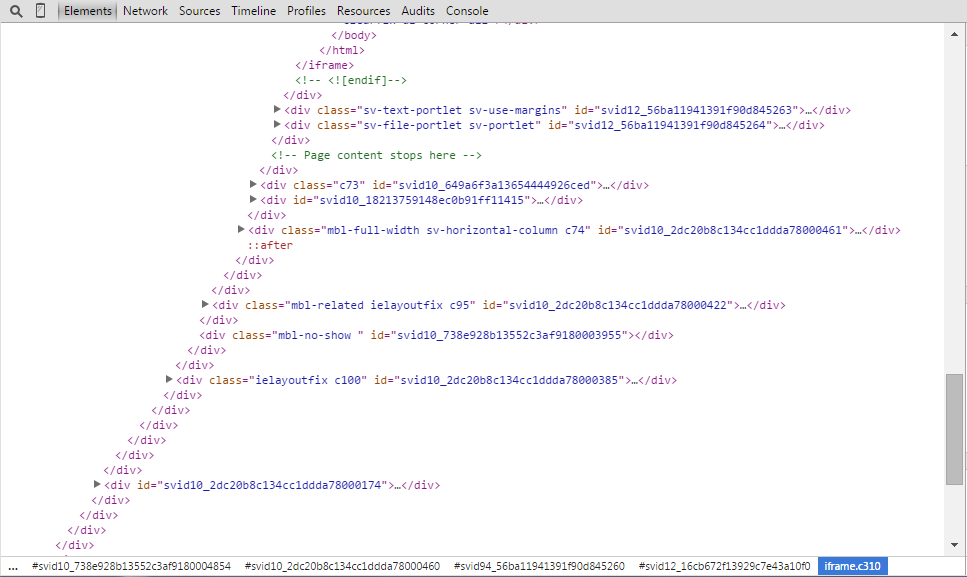 Elements Network Sources Timeline Profiles Resources Audits Console
</body>
</html>
</iframe>
<!-- <![endif]-->
</div>
<div class="sv-text-portlet sv-use-margins" id="svid12_56ba11941391f90d845263">…</div>
<div class="sv-file-portlet sv-portlet" id="svid12_56ba11941391f90d845264">…</div>
</div>
<!-- Page content stops here -->
</div>
<div class="c73" id="svid10_649a6f3a13654444926ced">…</div>
<div id="svid10_18213759148ec0b91ff11415">…</div>
</div>
<div class="mbl-full-width sv-horizontal-column c74" id="svid10_2dc20b8c134cc1ddda78000461">…</div>
::after
</div>
</div>
</div>
<div class="mbl-related ielayoutfix c95" id="svid10_2dc20b8c134cc1ddda78000422">…</div>
</div>
<div class="mbl-no-show " id="svid10_738e928b13552c3af9180003955"></div>
</div>
</div>
<div class="ielayoutfix c100" id="svid10_2dc20b8c134cc1ddda78000385">…</div>
</div>
</div>
</div>
</div>
</div>
</div>
<div id="svid10_2dc20b8c134cc1ddda78000174">…</div>
</div>
</div>
</div>
</div>
... #svid10_738e928b13552c3af9180004854 #svid10_2dc20b8c134cc1ddda78000460 #svid94_56ba11941391f90d845260 #svid12_16cb672f13929c7e43a10f0 iframe.c310